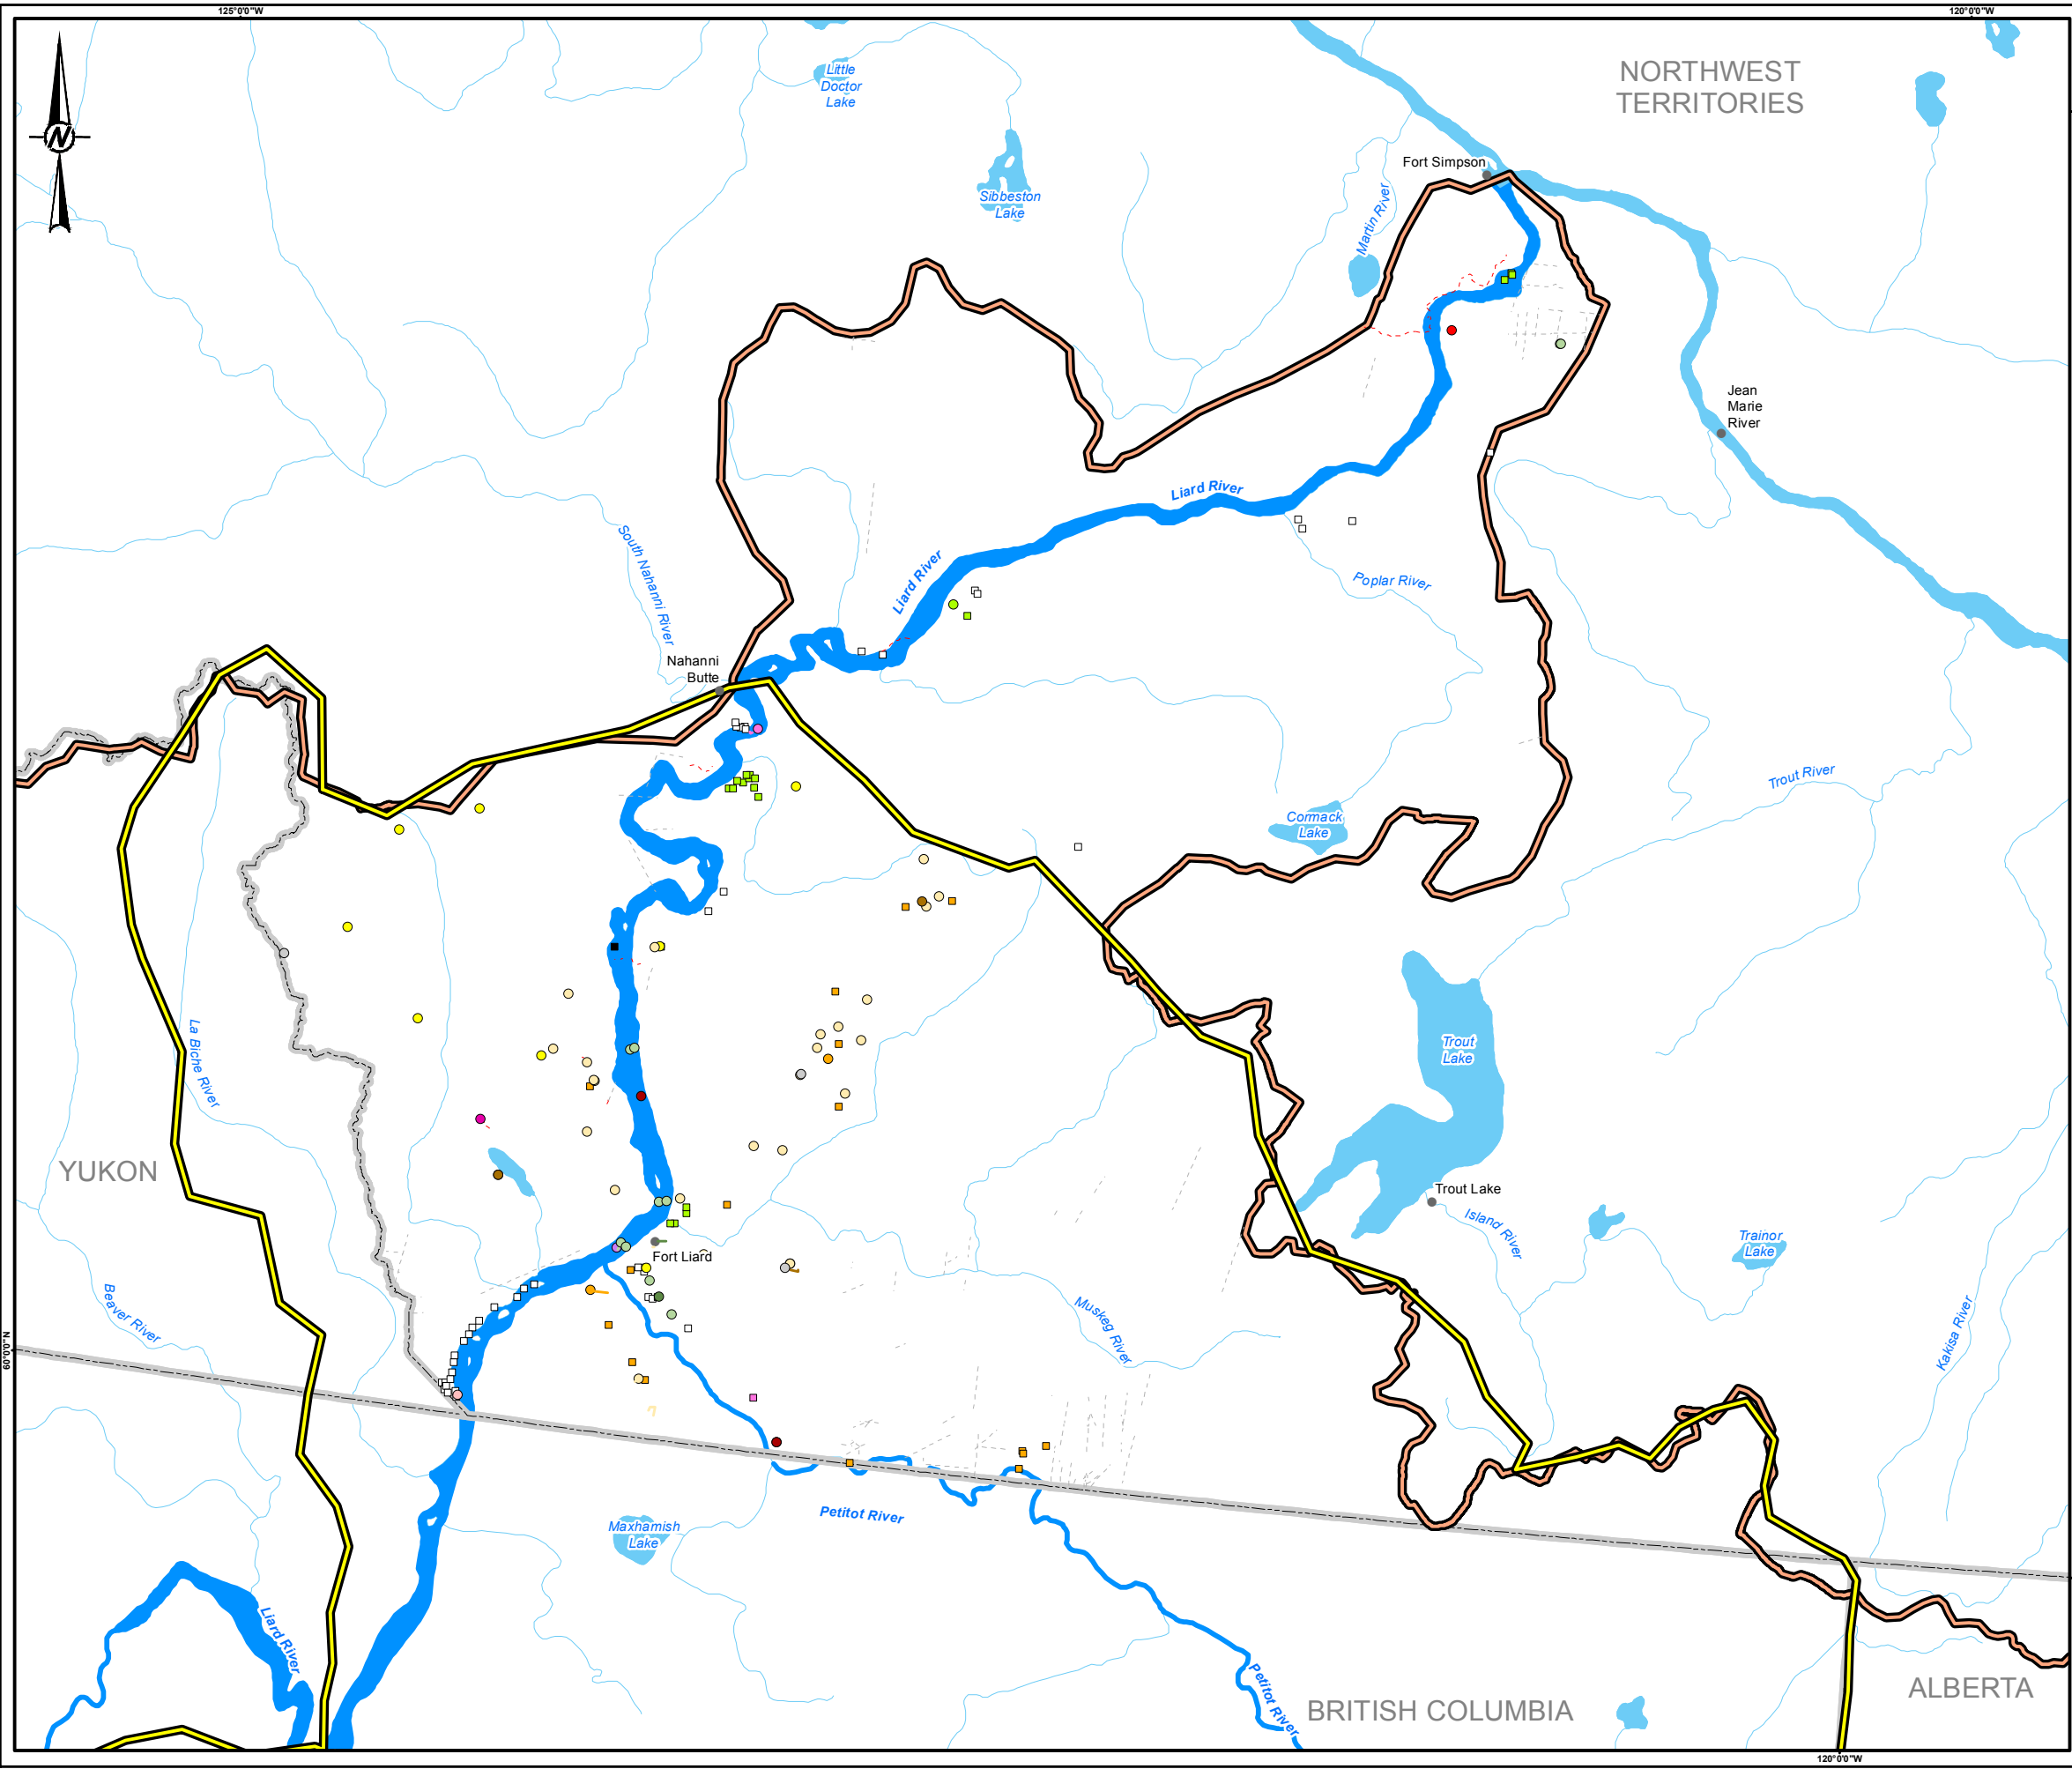 125°0'0"W
120°0'0"W
N
Little
Doctor
Lake
NORTHWEST
TERRITORIES
Fort Simpson
Sibbeston
Lake
Martin River
Jean
Marie
River
Liard River
South Nahanni River
Liard River
Poplar River
Nahanni
Butte
Trout River
Cormack
Lake
La Biche River
Trout
Lake
YUKON
Trout Lake
Island River
Trainor
Lake
Fort Liard
Beaver River
Muskeg River
Kakisa River
60°0'0"N
Petitot River
Maxhamish
Lake
Liard River
Petitot River
BRITISH COLUMBIA
ALBERTA
120°0'0"W